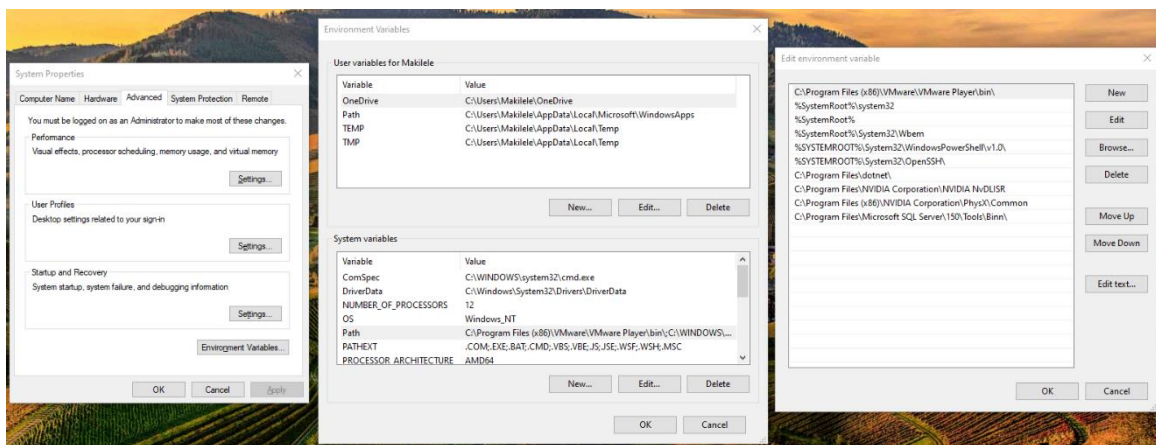 System Properties
Computer Name Hardware Advanced System Protection Remote
You must be logged on as an Administrator to make most of these changes.
Performance
Visual effects, processor scheduling, memory usage, and virtual memory
Settings...
User Profiles
Desktop settings related to your sign-in
Settings...
Startup and Recovery
System startup, system failure, and debugging information
Settings...
Environment Variables...
OK Cancel Apply
Environment Variables
User variables for Makilele
Variable Value
OneDrive C:\Users\Makilele\OneDrive
Path C:\Users\Makilele\AppData\Local\Microsoft\WindowsApps
TEMP C:\Users\Makilele\AppData\Local\Temp
TMP C:\Users\Makilele\AppData\Local\Temp
New... Edit... Delete
System variables
Variable Value
ComSpec C:\WINDOWS\system32\cmd.exe
DriverData C:\Windows\System32\Drivers\DriverData
NUMBER_OF_PROCESSORS 12
OS Windows_NT
Path C:\Program Files (x86)\VMware\VMware Player\bin\;C:\WINDOWS\...
PATHEXT .COM;.EXE;.BAT;.CMD;.VBS;.VBE;.JS;.JSE;.WSF;.WSH;.MSC
PROCESSOR_ARCHITECTURE AMD64
New... Edit... Delete
OK Cancel
Edit environment variable
C:\Program Files (x86)\VMware\VMware Player\bin\
%SystemRoot%\system32
%SystemRoot%
%SystemRoot%\System32\Wbem
%SYSTEMROOT%\System32\WindowsPowerShell\v1.0\
%SYSTEMROOT%\System32\OpenSSH\
C:\Program Files\dotnet\
C:\Program Files\NVIDIA Corporation\NVIDIA NvDLISR
C:\Program Files (x86)\NVIDIA Corporation\PhysX\Common
C:\Program Files\Microsoft SQL Server\150\Tools\Binn\
New
Edit
Browse...
Delete
Move Up
Move Down
Edit text...
OK Cancel